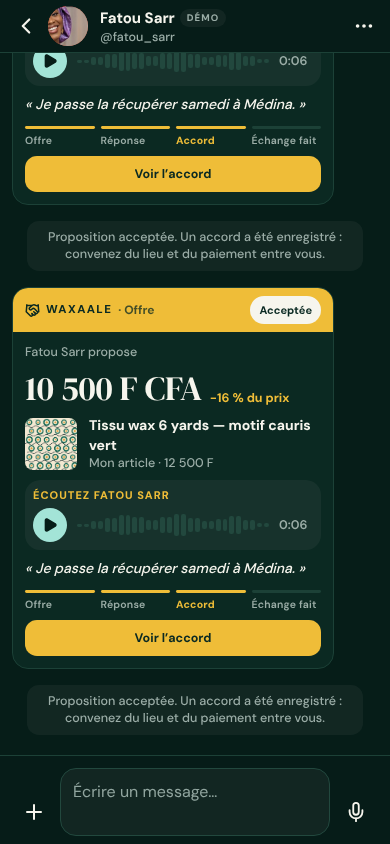 Fatou Sarr DÉMO
@fatou_sarr
0:06
« Je passe la récupérer samedi à Médina. »
Offre Réponse Accord Échange fait
Voir l’accord
Proposition acceptée. Un accord a été enregistré :
convenez du lieu et du paiement entre vous.
WAXAALE · Offre Acceptée
Fatou Sarr propose
10 500 F CFA -16 % du prix
Tissu wax 6 yards — motif cauris
vert
Mon article · 12 500 F
ÉCOUTEZ FATOU SARR
0:06
« Je passe la récupérer samedi à Médina. »
Offre Réponse Accord Échange fait
Voir l’accord
Proposition acceptée. Un accord a été enregistré :
convenez du lieu et du paiement entre vous.
Écrire un message...